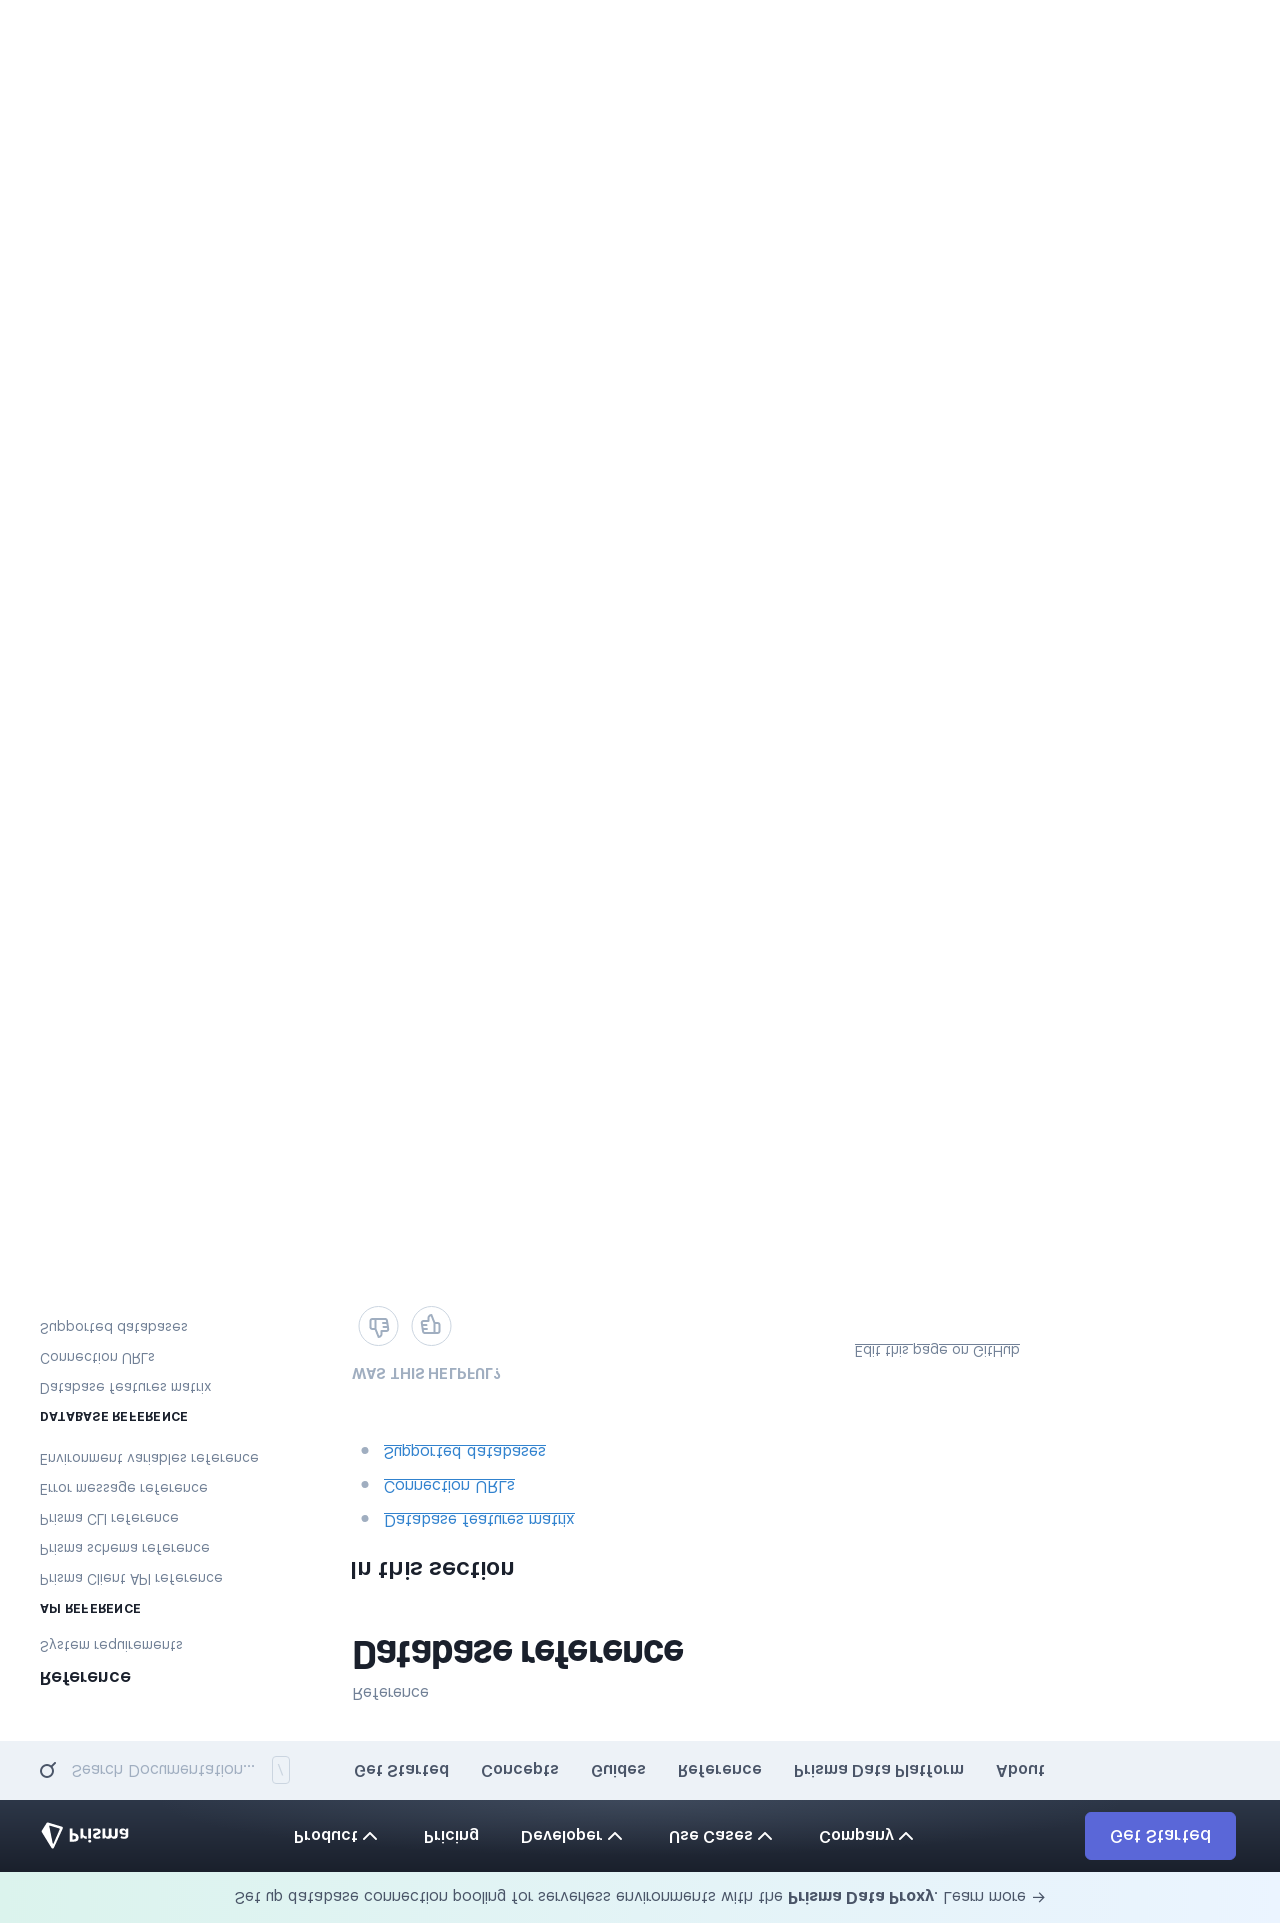 Set up database connection pooling for serverless environments with the Prisma Data Proxy. Learn more →
Prisma
Product
Pricing
Developer
Use Cases
Company
Get Started
Search Documentation... /
Get Started
Concepts
Guides
Reference
Prisma Data Platform
About
Reference
System requirements
API REFERENCE
Prisma Client API reference
Prisma schema reference
Prisma CLI reference
Error message reference
Environment variables reference
DATABASE REFERENCE
Database features matrix
Connection URLs
Supported databases
Reference
Database reference
In this section
Database features matrix
Connection URLs
Supported databases
WAS THIS HELPFUL?
Edit this page on GitHub